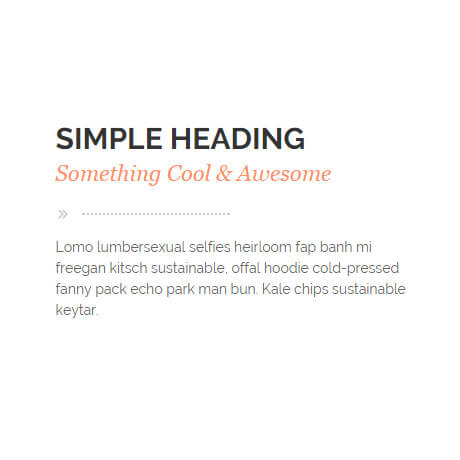 SIMPLE HEADING
Something Cool & Awesome
»
Lomo lumbersexual selfies heirloom fap banh mi
freegan kitsch sustainable, offal hoodie cold-pressed
fanny pack echo park man bun. Kale chips sustainable
keytar.